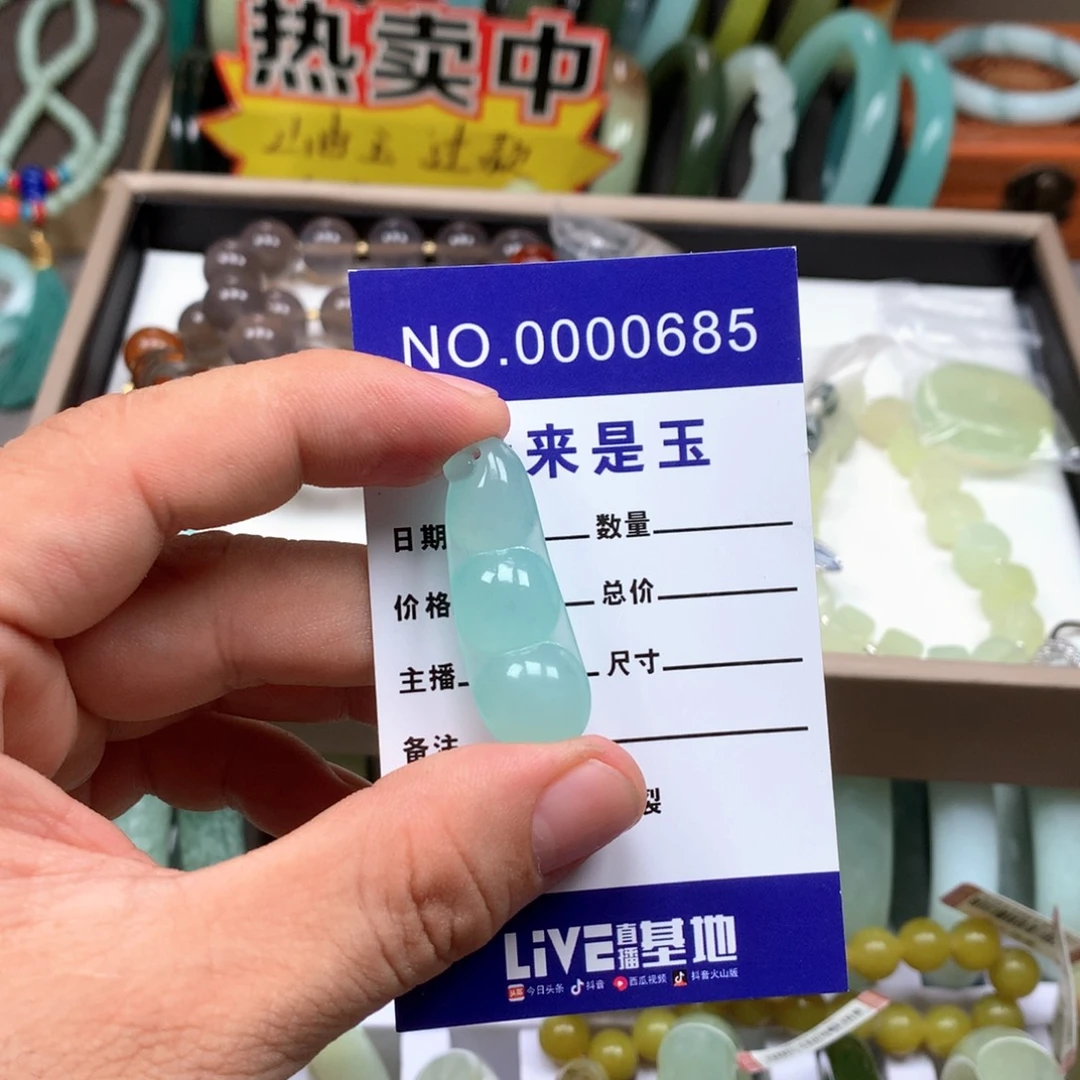 热卖中
NO.0000685
来是玉
日期 数量
价格 总价
主播 尺寸
备注
裂
LiVE直播基地
今日头条 抖音 西瓜视频 抖音火山版